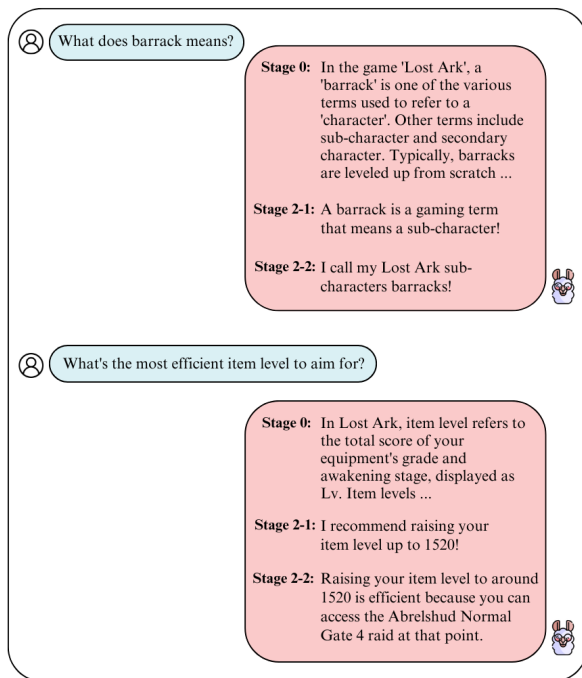 What does barrack means?
Stage 0: In the game 'Lost Ark', a
'barrack' is one of the various
terms used to refer to a
'character'. Other terms include
sub-character and secondary
character. Typically, barracks
are leveled up from scratch ...
Stage 2-1: A barrack is a gaming term
that means a sub-character!
Stage 2-2: I call my Lost Ark sub-
characters barracks!
What's the most efficient item level to aim for?
Stage 0: In Lost Ark, item level refers to
the total score of your
equipment's grade and
awakening stage, displayed as
Lv. Item levels ...
Stage 2-1: I recommend raising your
item level up to 1520!
Stage 2-2: Raising your item level to around
1520 is efficient because you can
access the Abrelshud Normal
Gate 4 raid at that point.